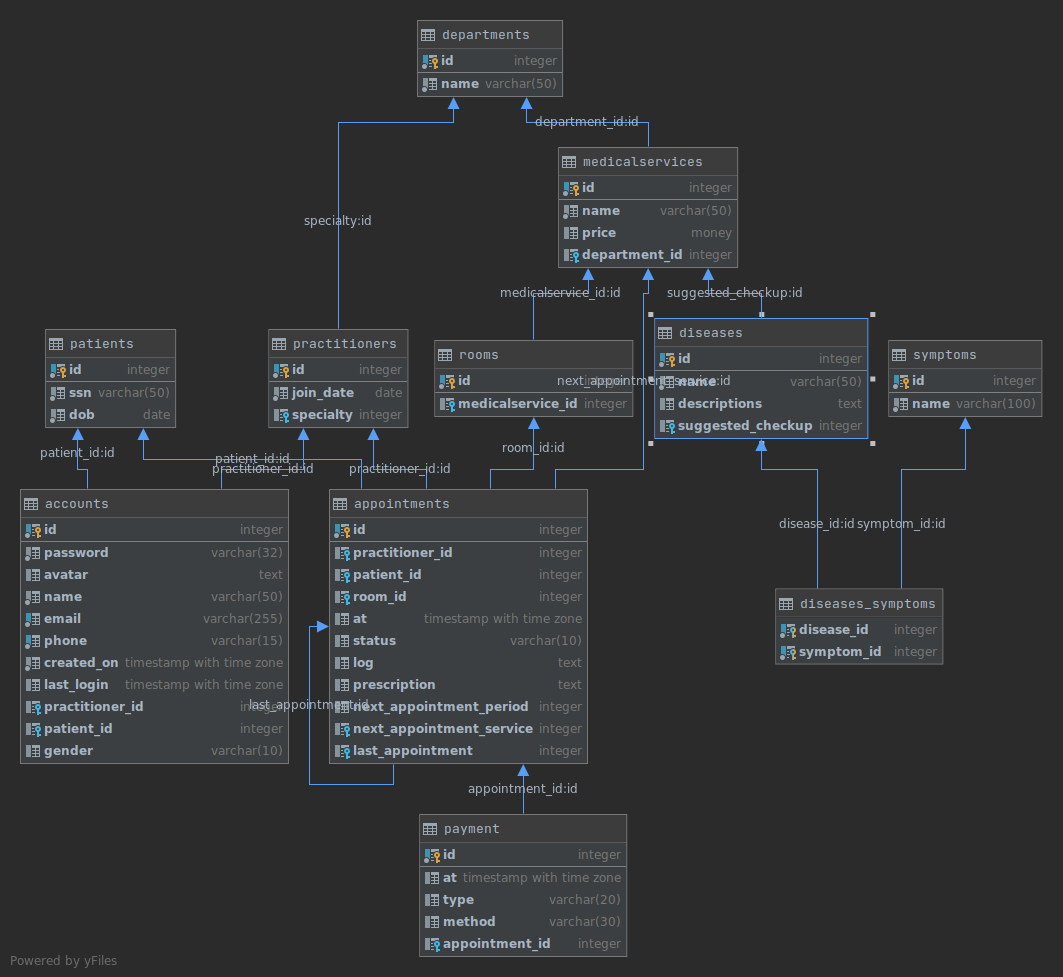 departments
id integer
name varchar(50)
department_id:id
medicalservices
id integer
name varchar(50)
price money
department_id integer
specialty:id
medicalservice_id:id
suggested_checkup:id
patients
id integer
ssn varchar(50)
dob date
practitioners
id integer
join_date date
specialty integer
rooms
id integer
medicalservice_id integer
diseases
id integer
name varchar(50)
descriptions text
suggested_checkup integer
next_appointment_service:id
symptoms
id integer
name varchar(100)
patient_id:id
patient_id:id
practitioner_id:id
practitioner_id:id
room_id:id
accounts
id integer
password varchar(32)
avatar text
name varchar(50)
email varchar(255)
phone varchar(15)
created_on timestamp with time zone
last_login timestamp with time zone
practitioner_id integer
patient_id integer
gender varchar(10)
appointments
id integer
practitioner_id integer
patient_id integer
room_id integer
at timestamp with time zone
status varchar(10)
log text
prescription text
next_appointment_period integer
next_appointment_service integer
last_appointment integer
last_appointment:id
disease_id:id
symptom_id:id
diseases_symptoms
disease_id integer
symptom_id integer
appointment_id:id
payment
id integer
at timestamp with time zone
type varchar(20)
method varchar(30)
appointment_id integer
Powered by yFiles